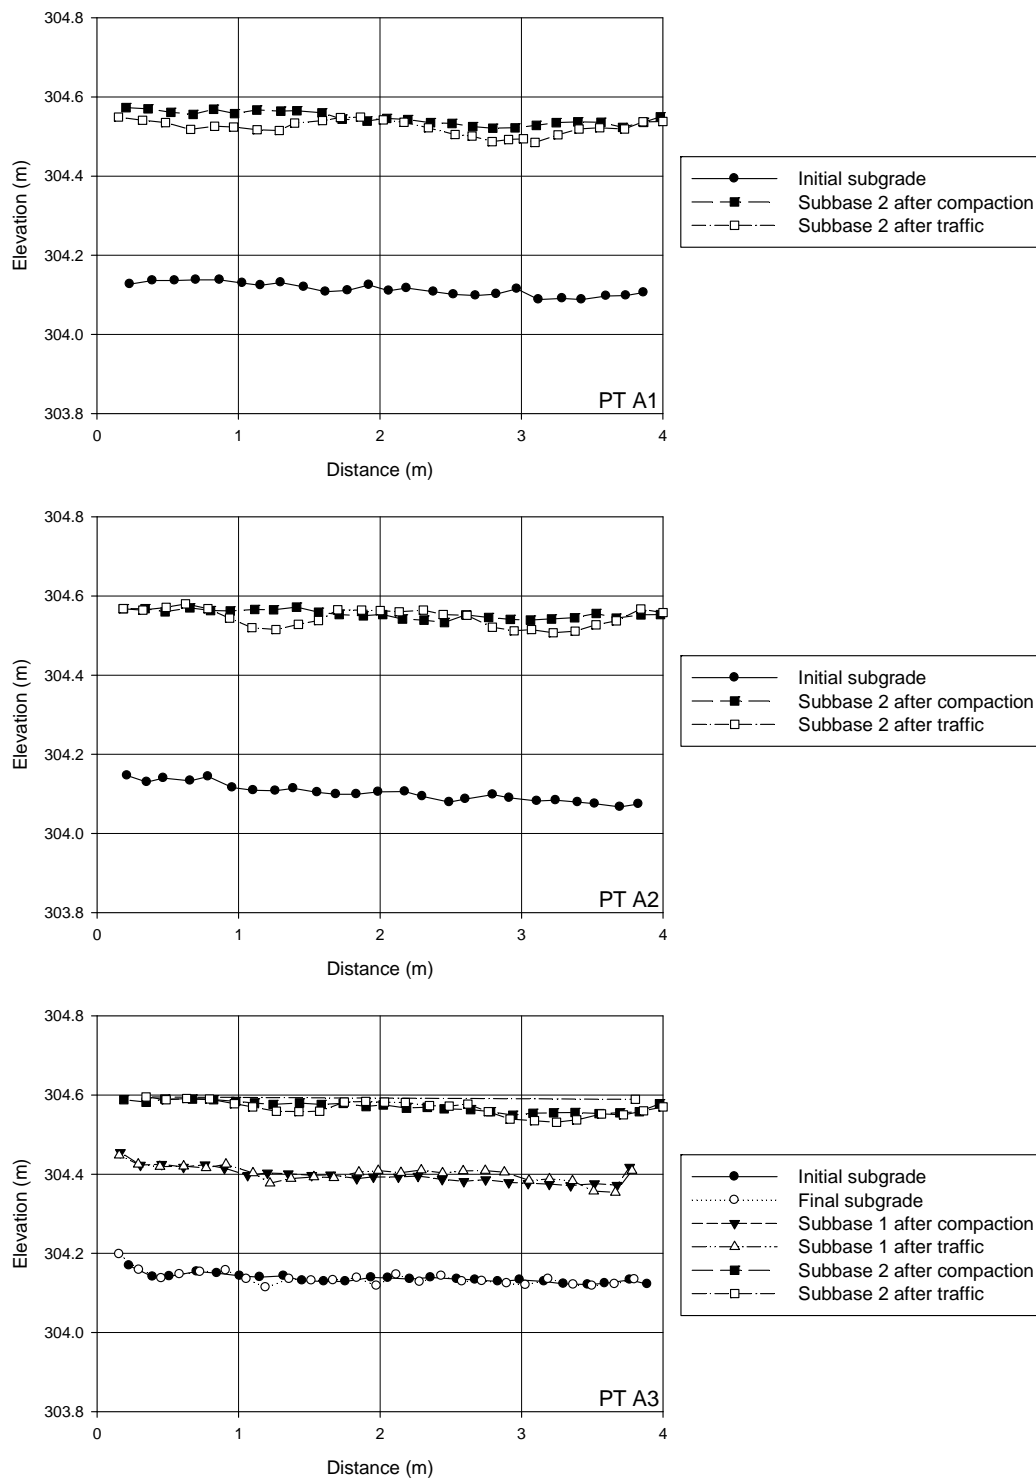 304.8
304.6
304.4
304.2
304.0
303.8
Elevation (m)
0 1 2 3 4
Distance (m)
PT A1
Initial subgrade
Subbase 2 after compaction
Subbase 2 after traffic
304.8
304.6
304.4
304.2
304.0
303.8
Elevation (m)
0 1 2 3 4
Distance (m)
PT A2
Initial subgrade
Subbase 2 after compaction
Subbase 2 after traffic
304.8
304.6
304.4
304.2
304.0
303.8
Elevation (m)
0 1 2 3 4
Distance (m)
PT A3
Initial subgrade
Final subgrade
Subbase 1 after compaction
Subbase 1 after traffic
Subbase 2 after compaction
Subbase 2 after traffic